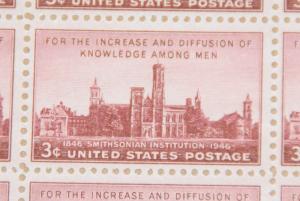 3¢ UNITED STATES POSTAGE
FOR THE INCREASE AND DIFFUSION OF
KNOWLEDGE AMONG MEN
1846 SMITHSONIAN INSTITUTION 1946
3¢ UNITED STATES POSTAGE
FOR THE INCREASE AND DIFFUSION OF